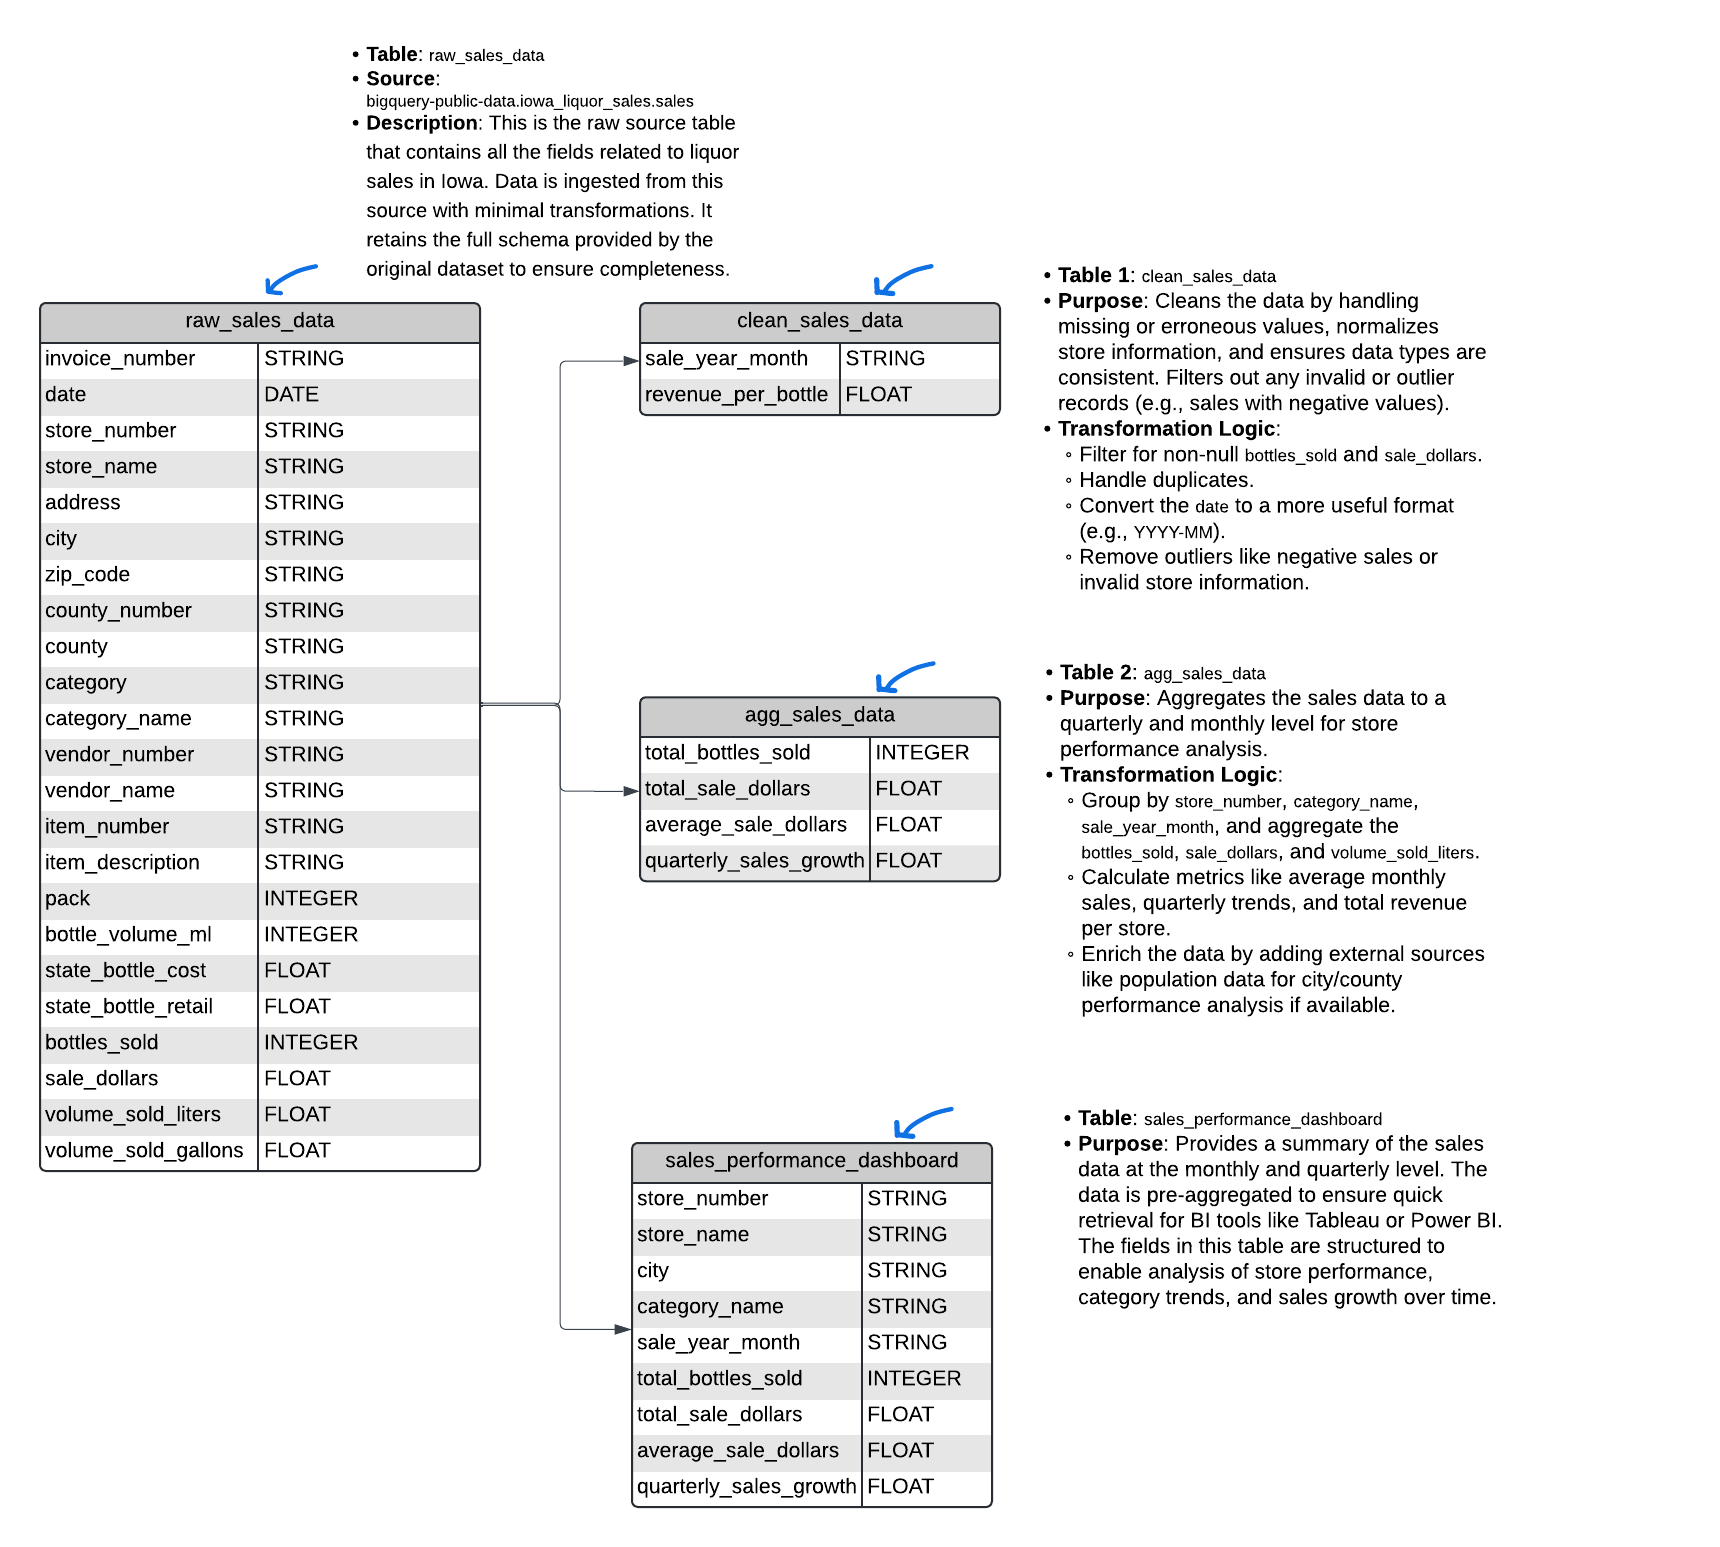 • Table: raw_sales_data
• Source:
bigquery-public-data.iowa_liquor_sales.sales
• Description: This is the raw source table
that contains all the fields related to liquor
sales in Iowa. Data is ingested from this
source with minimal transformations. It
retains the full schema provided by the
original dataset to ensure completeness.
raw_sales_data
invoice_number STRING
date DATE
store_number STRING
store_name STRING
address STRING
city STRING
zip_code STRING
county_number STRING
county STRING
category STRING
category_name STRING
vendor_number STRING
vendor_name STRING
item_number STRING
item_description STRING
pack INTEGER
bottle_volume_ml INTEGER
state_bottle_cost FLOAT
state_bottle_retail FLOAT
bottles_sold INTEGER
sale_dollars FLOAT
volume_sold_liters FLOAT
volume_sold_gallons FLOAT
clean_sales_data
sale_year_month STRING
revenue_per_bottle FLOAT
• Table 1: clean_sales_data
• Purpose: Cleans the data by handling
missing or erroneous values, normalizes
store information, and ensures data types are
consistent. Filters out any invalid or outlier
records (e.g., sales with negative values).
• Transformation Logic:
◦ Filter for non-null bottles_sold and sale_dollars.
◦ Handle duplicates.
◦ Convert the date to a more useful format
(e.g., YYYY-MM).
◦ Remove outliers like negative sales or
invalid store information.
agg_sales_data
total_bottles_sold INTEGER
total_sale_dollars FLOAT
average_sale_dollars FLOAT
quarterly_sales_growth FLOAT
• Table 2: agg_sales_data
• Purpose: Aggregates the sales data to a
quarterly and monthly level for store
performance analysis.
• Transformation Logic:
◦ Group by store_number, category_name,
sale_year_month, and aggregate the
bottles_sold, sale_dollars, and volume_sold_liters.
◦ Calculate metrics like average monthly
sales, quarterly trends, and total revenue
per store.
◦ Enrich the data by adding external sources
like population data for city/county
performance analysis if available.
sales_performance_dashboard
store_number STRING
store_name STRING
city STRING
category_name STRING
sale_year_month STRING
total_bottles_sold INTEGER
total_sale_dollars FLOAT
average_sale_dollars FLOAT
quarterly_sales_growth FLOAT
• Table: sales_performance_dashboard
• Purpose: Provides a summary of the sales
data at the monthly and quarterly level. The
data is pre-aggregated to ensure quick
retrieval for BI tools like Tableau or Power BI.
The fields in this table are structured to
enable analysis of store performance,
category trends, and sales growth over time.